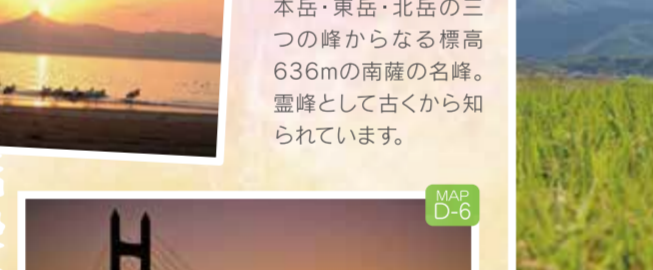 本岳・東岳・北岳の三
つの峰からなる標高
636mの南薩の名峰。
霊峰として古くから知
られています。
MAP
D-6